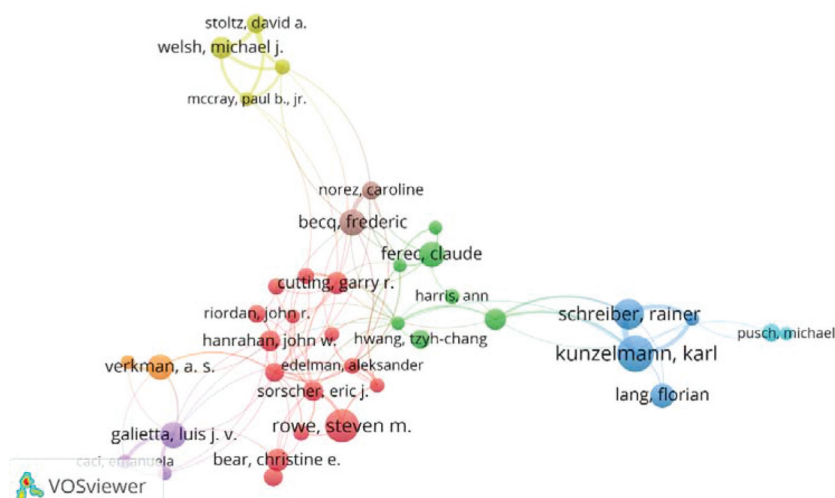 stoltz, david a.
welsh, michael j.
mccray, paul b., jr.
norez, caroline
becq, frederic
ferec, claude
cutting, garry r.
harris, ann
riordan, john r.
schreiber, rainer
hanrahan, john w.
hwang, tzyh-chang
pusch, michael
kunzelmann, karl
edelman, aleksander
verkman, a. s.
sorscher, eric j.
lang, florian
rowe, steven m.
galietta, luis j. v.
bear, christine e.
caci, emanuela
VOSviewer